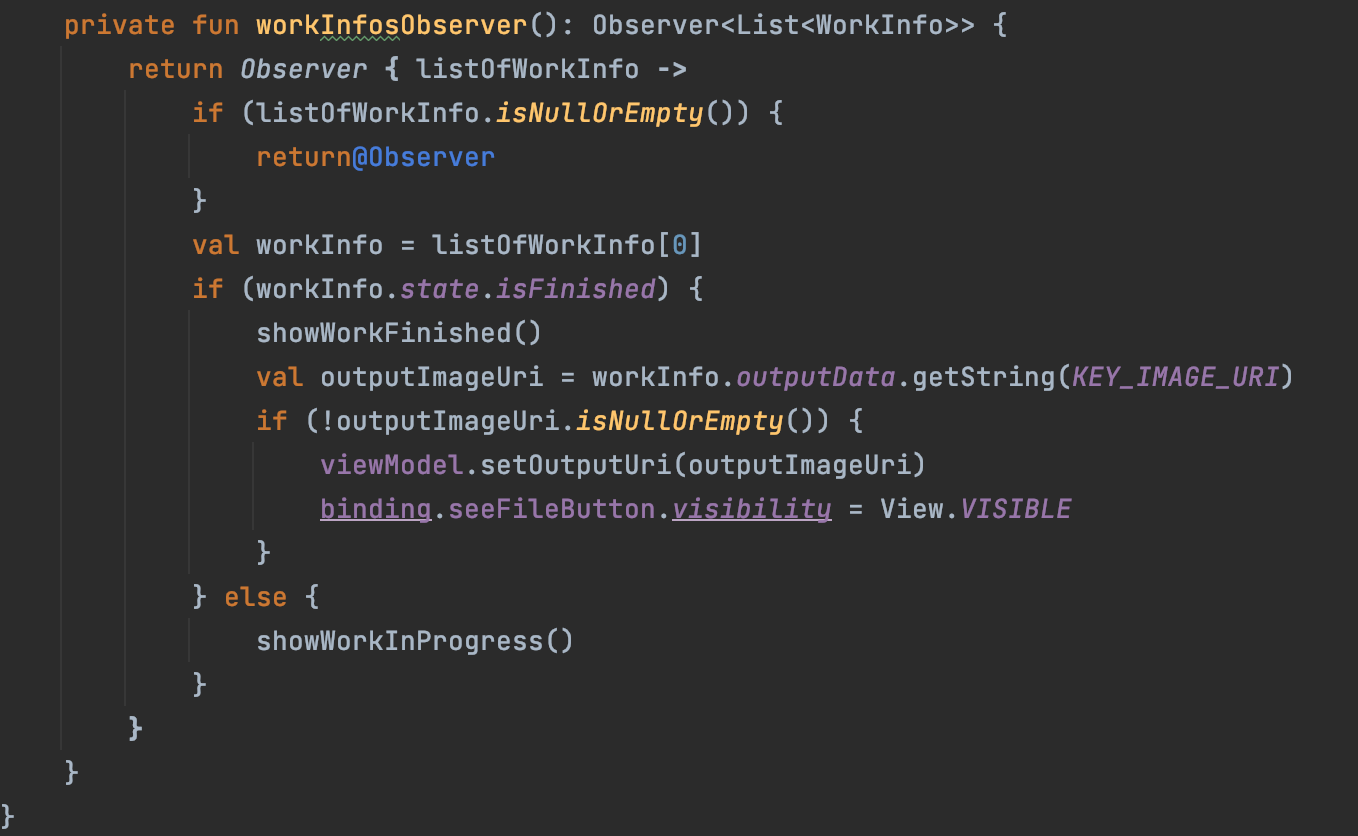 private fun workInfosObserver(): Observer<List<WorkInfo>> {
return Observer { listOfWorkInfo ->
if (listOfWorkInfo.isNullOrEmpty()) {
return@Observer
}
val workInfo = listOfWorkInfo[0]
if (workInfo.state.isFinished) {
showWorkFinished()
val outputImageUri = workInfo.outputData.getString(KEY_IMAGE_URI)
if (!outputImageUri.isNullOrEmpty()) {
viewModel.setOutputUri(outputImageUri)
binding.seeFileButton.visibility = View.VISIBLE
}
} else {
showWorkInProgress()
}
}
}
}